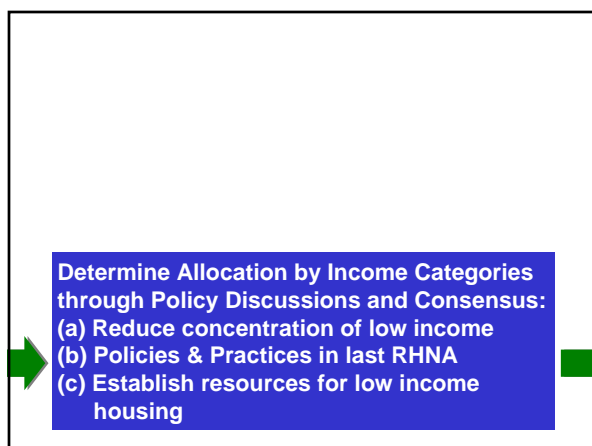 Determine Allocation by Income Categories
through Policy Discussions and Consensus:
(a) Reduce concentration of low income
(b) Policies & Practices in last RHNA
(c) Establish resources for low income
housing